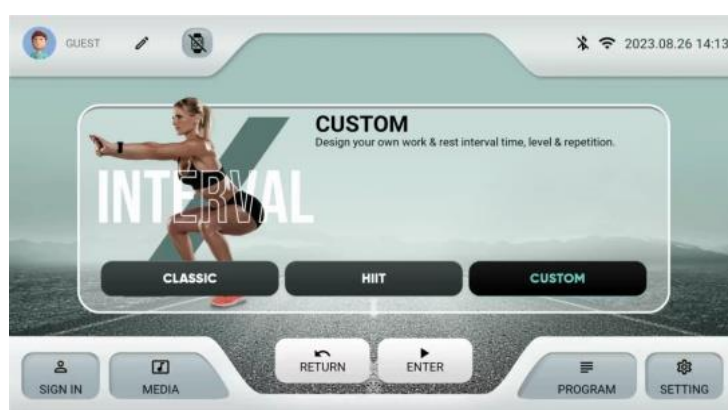 GUEST
2023.08.26 14:13
CUSTOM
Design your own work & rest interval time, level & repetition.
INTERVAL
CLASSIC
HIIT
CUSTOM
RETURN
ENTER
SIGN IN
MEDIA
PROGRAM
SETTING